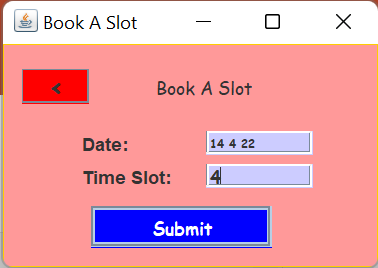 Book A Slot
< Book A Slot
Date: 14 4 22
Time Slot: 4
Submit